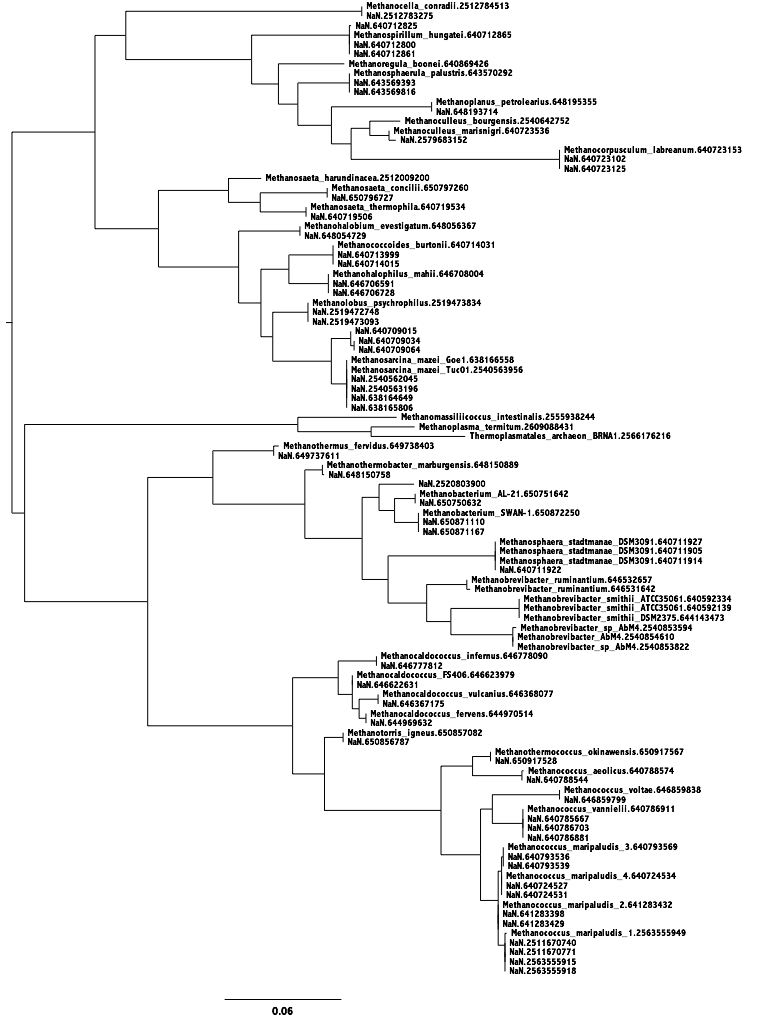 Methanocella_conradii.2512784513
NaN.2512783275
NaN.640712825
Methanospirillum_hungatei.640712865
NaN.640712800
NaN.640712861
Methanoregula_boonei.640869426
Methanosphaerula_palustris.643570292
NaN.643569393
NaN.643569816
Methanoplanus_petrolearius.648195355
NaN.648193714
Methanoculleus_bourgensis.2540642752
Methanoculleus_marisnigri.640723536
NaN.2579683152
Methanocorpusculum_labreanum.640723153
NaN.640723102
NaN.640723125
Methanosaeta_harundinacea.2512009200
Methanosaeta_concilii.650797260
NaN.650796727
Methanosaeta_thermophila.640719534
NaN.640719506
Methanohalobium_evestigatum.648056367
NaN.648054729
Methanococcoides_burtonii.640714031
NaN.640713999
NaN.640714015
Methanohalophilus_mahii.646708004
NaN.646706591
NaN.646706728
Methanolobus_psychrophilus.2519473834
NaN.2519472748
NaN.2519473093
NaN.640709015
NaN.640709034
NaN.640709064
Methanosarcina_mazei_Goe1.638166558
Methanosarcina_mazei_Tuc01.2540563956
NaN.2540562045
NaN.2540563196
NaN.638164649
NaN.638165806
Methanomassiliicoccus_intestinalis.2555938244
Methanoplasma_termitum.2609088431
Thermoplasmatales_archaeon_BRNA1.2566176216
Methanothermus_fervidus.649738403
NaN.649737611
Methanothermobacter_marburgensis.648150889
NaN.648150758
NaN.2520803900
Methanobacterium_AL-21.650751642
NaN.650750632
Methanobacterium_SWAN-1.650872250
NaN.650871110
NaN.650871167
Methanosphaera_stadtmanae_DSM3091.640711927
Methanosphaera_stadtmanae_DSM3091.640711905
Methanosphaera_stadtmanae_DSM3091.640711914
NaN.640711922
Methanobrevibacter_ruminantium.646532657
Methanobrevibacter_ruminantium.646531642
Methanobrevibacter_smithii_ATCC35061.640592334
Methanobrevibacter_smithii_ATCC35061.640592139
Methanobrevibacter_smithii_DSM2375.644143473
Methanobrevibacter_sp_AbM4.2540853594
Methanobrevibacter_AbM4.2540854610
Methanobrevibacter_sp_AbM4.2540853822
Methanocaldococcus_infernus.646778090
NaN.646777812
Methanocaldococcus_FS406.646623979
NaN.646622631
Methanocaldococcus_vulcanius.646368077
NaN.646367175
Methanocaldococcus_fervens.644970514
NaN.644969632
Methanotorris_igneus.650857082
NaN.650856787
Methanothermococcus_okinawensis.650917567
NaN.650917528
Methanococcus_aeolicus.640788574
NaN.640788544
Methanococcus_voltae.646859838
NaN.646859799
Methanococcus_vannielii.640786911
NaN.640785667
NaN.640786703
NaN.640786881
Methanococcus_maripaludis_3.640793569
NaN.640793536
NaN.640793539
Methanococcus_maripaludis_4.640724534
NaN.640724527
NaN.640724531
Methanococcus_maripaludis_2.641283432
NaN.641283398
NaN.641283429
Methanococcus_maripaludis_1.2563555949
NaN.2511670740
NaN.2511670771
NaN.2563555915
NaN.2563555918
0.06